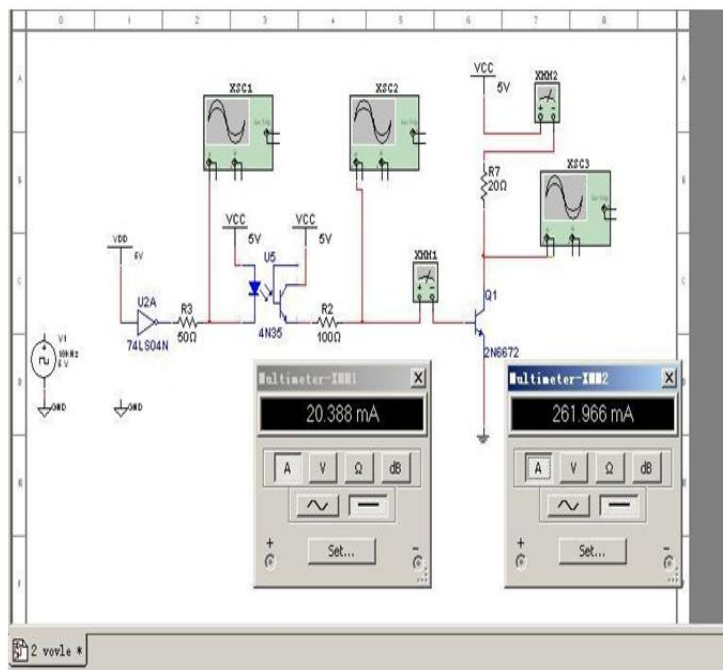 0 1 2 3 4 5 6 7 8
XSC1
XSC2
VCC
5V
XMM2
XSC3
R7
20Ω
VCC
5V
VCC
5V
VDD
5V
U5
XMM1
Q1
U2A
R3
R2
74LS04N
50Ω
4N35
100Ω
2N6672
V1
10kHz
5 V
GND
GND
Multimeter-XMM1 X
20.388 mA
A V Ω dB
+ Set... -
Multimeter-XMM2 X
261.966 mA
A V Ω dB
+ Set... -
2 vovle *